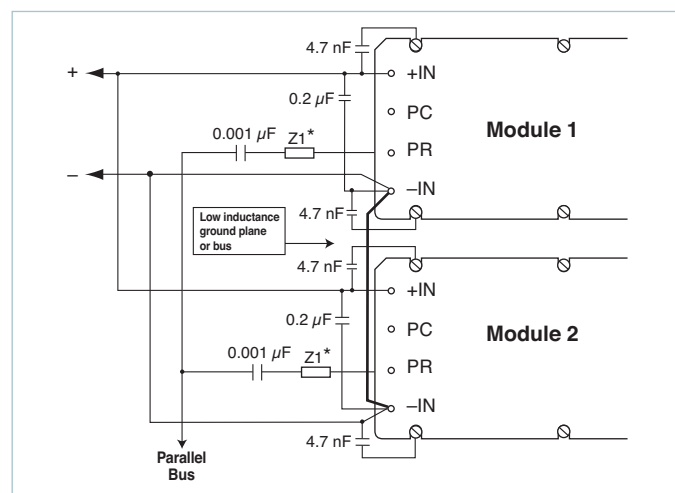 4.7 nF
+
+IN
0.2 µF
PC
Module 1
0.001 µF
Z1*
PR
–
–IN
4.7 nF
Low inductance
ground plane
or bus
4.7 nF
+IN
0.2 µF
PC
Module 2
0.001 µF
Z1*
PR
–IN
4.7 nF
Parallel
Bus